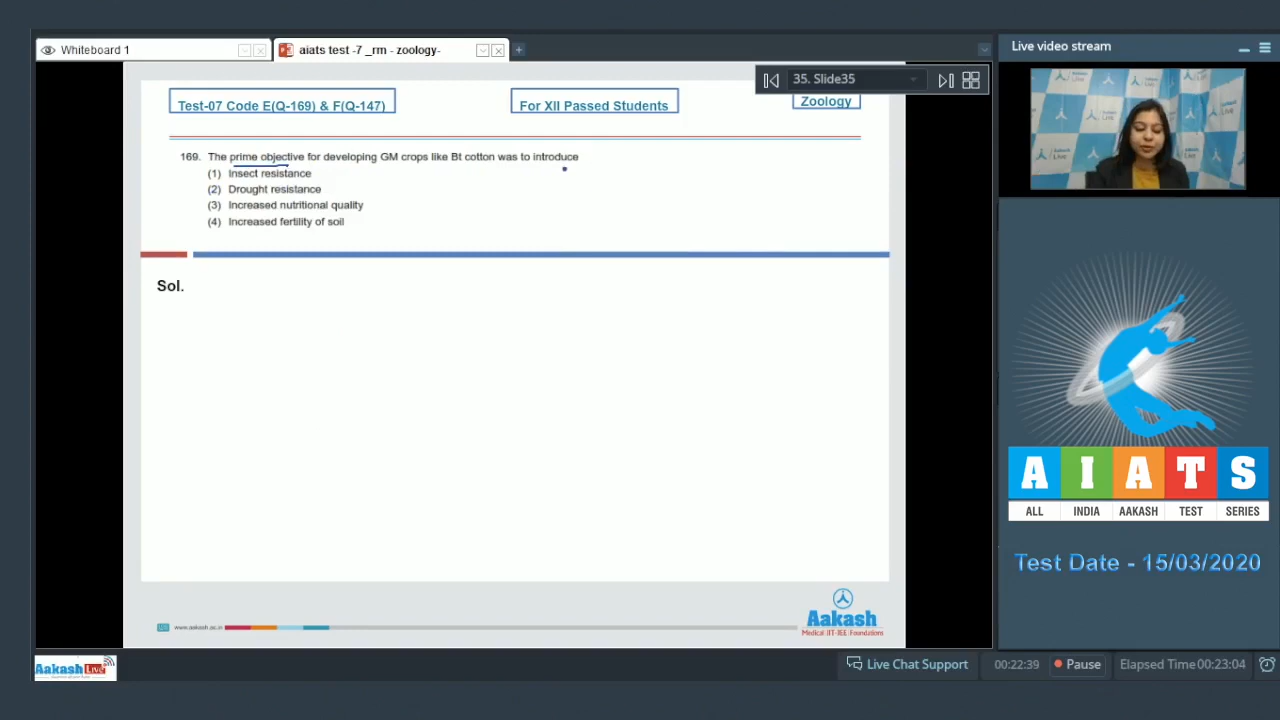 Whiteboard 1
aiats test -7 _rm - zoology-
Live video stream
35. Slide35
Test-07 Code E(Q-169) & F(Q-147)
For XII Passed Students
Zoology
169. The prime objective for developing GM crops like Bt cotton was to introduce
(1) Insect resistance
(2) Drought resistance
(3) Increased nutritional quality
(4) Increased fertility of soil
Sol.
A I A T S
ALL INDIA AAKASH TEST SERIES
Test Date - 15/03/2020
www.aakash.ac.in
Aakash
Medical | IIT-JEE | Foundations
Aakash Live
Live Chat Support
00:22:39
Pause
Elapsed Time 00:23:04